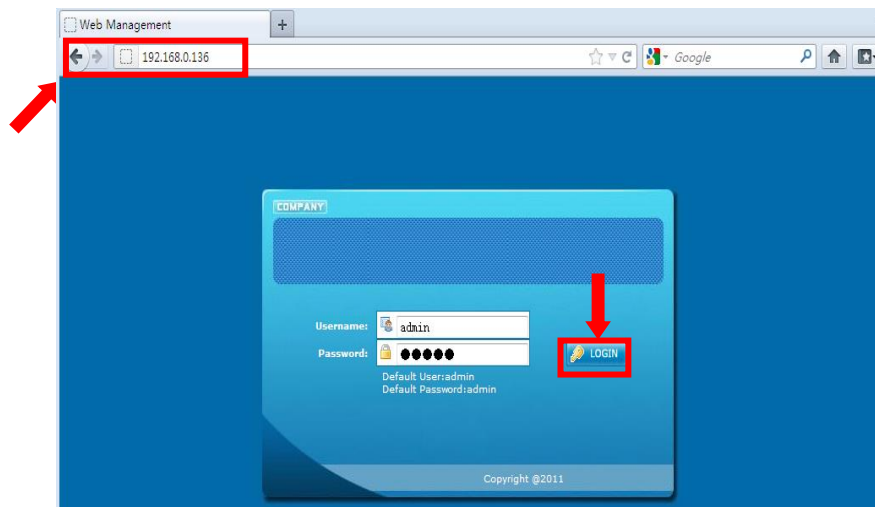 Web Management
+
192.168.0.136
Google
COMPANY
Username: admin
Password: ●●●●●
LOGIN
Default User:admin
Default Password:admin
Copyright @2011